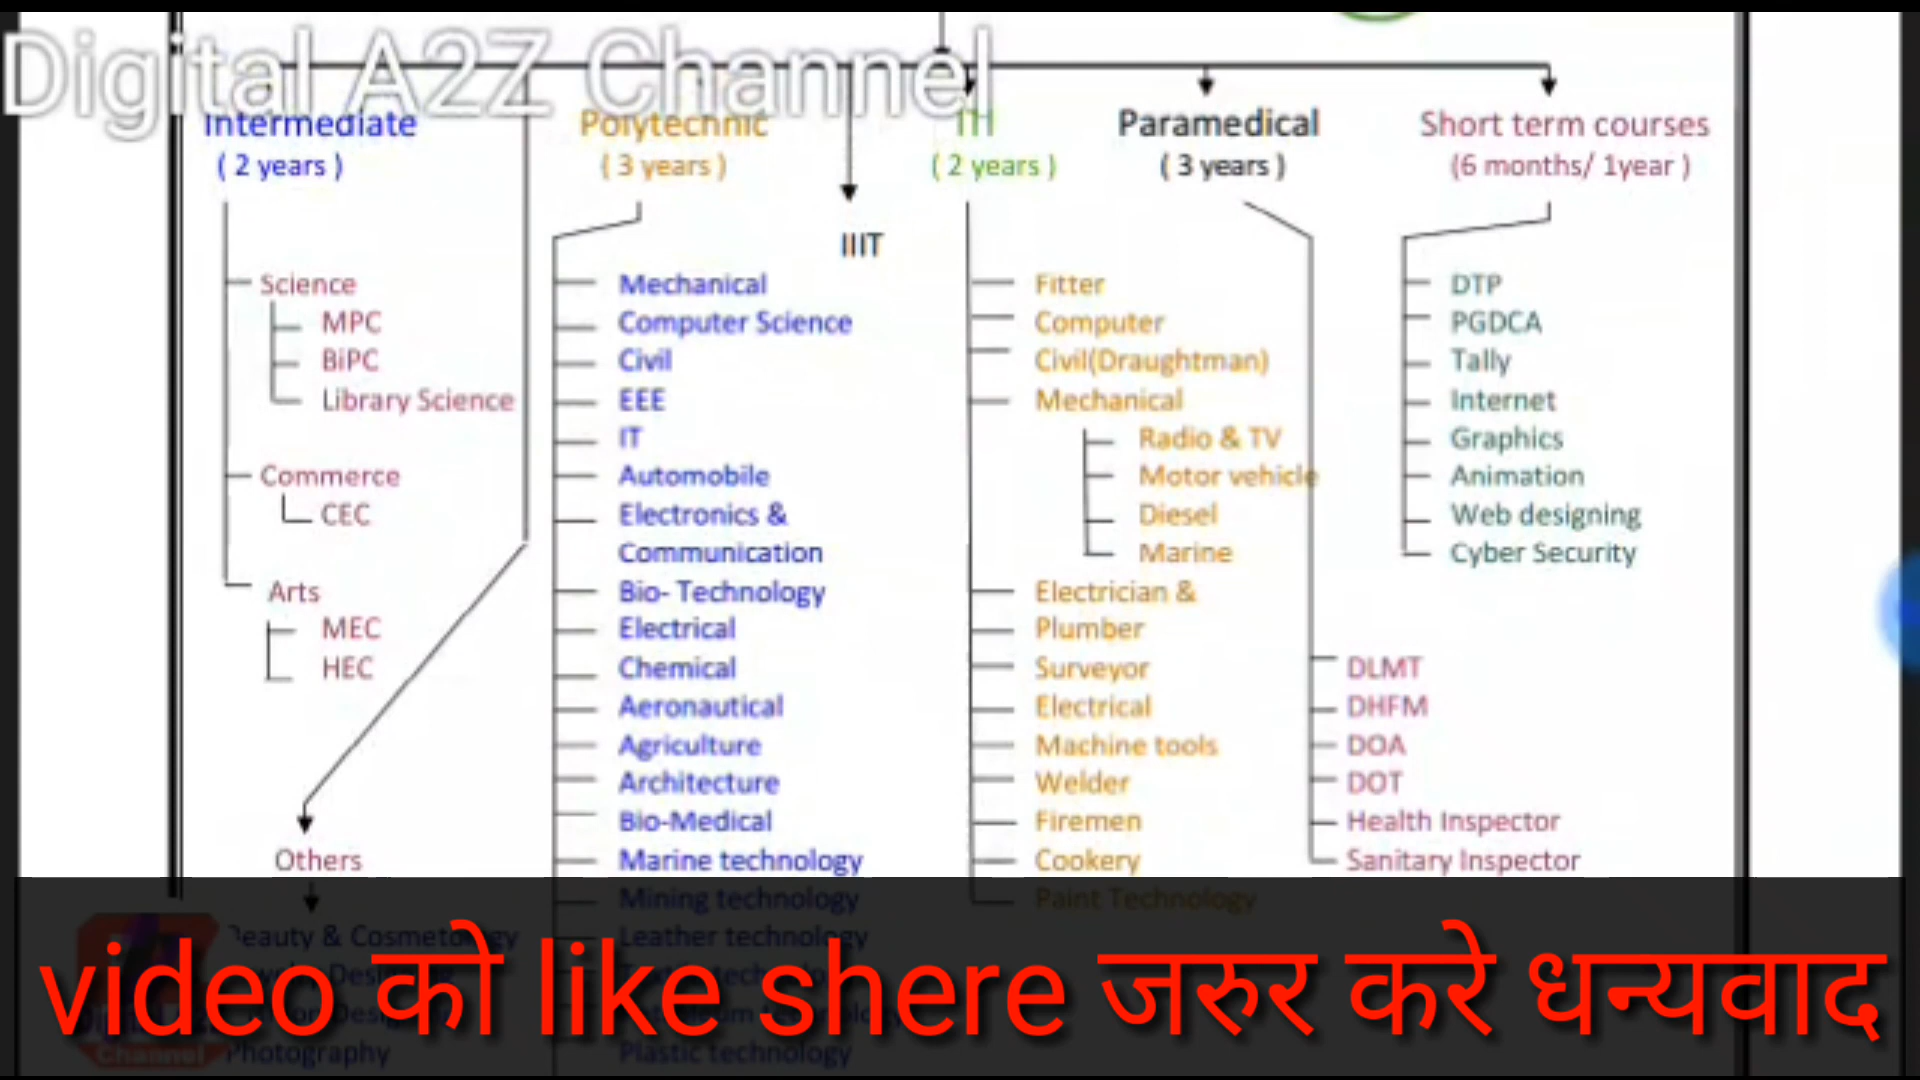 Digital A2Z Channel
Intermediate
( 2 years )
Science
MPC
BiPC
Library Science
Commerce
CEC
Arts
MEC
HEC
Others
Beauty & Cosmetology
Photography
Polytechnic
( 3 years )
Mechanical
Computer Science
Civil
EEE
IT
Automobile
Electronics &
Communication
Bio- Technology
Electrical
Chemical
Aeronautical
Agriculture
Architecture
Bio-Medical
Marine technology
Mining technology
Leather technology
Plastic technology
IIIT
( 2 years )
Fitter
Computer
Civil(Draughtman)
Mechanical
Radio & TV
Motor vehicle
Diesel
Marine
Electrician &
Plumber
Surveyor
Electrical
Machine tools
Welder
Firemen
Cookery
Paint Technology
Paramedical
( 3 years )
DLMT
DHFM
DOA
DOT
Health Inspector
Sanitary Inspector
Short term courses
(6 months/ 1year )
DTP
PGDCA
Tally
Internet
Graphics
Animation
Web designing
Cyber Security
video को like shere जरुर करे धन्यवाद
Channel